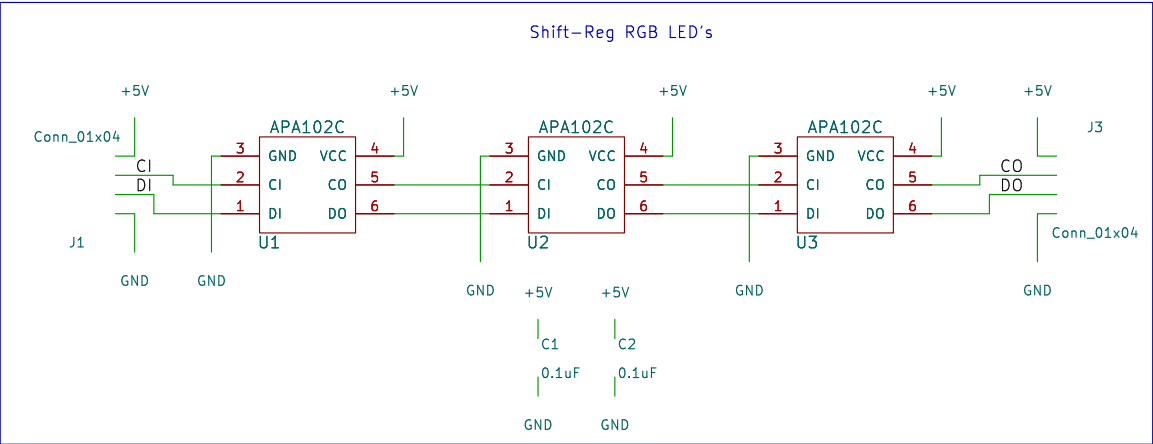 Shift-Reg RGB LED's
+5V +5V +5V +5V +5V
Conn_01x04 APA102C APA102C APA102C J3
3 GND VCC 4 3 GND VCC 4 3 GND VCC 4
CI 2 CI CO 5 2 CI CO 5 2 CI CO 5 CO
DI 1 DI DO 6 1 DI DO 6 1 DI DO 6 DO
J1 U1 U2 U3 Conn_01x04
GND GND GND GND GND
+5V +5V
C1 C2
0.1uF 0.1uF
GND GND